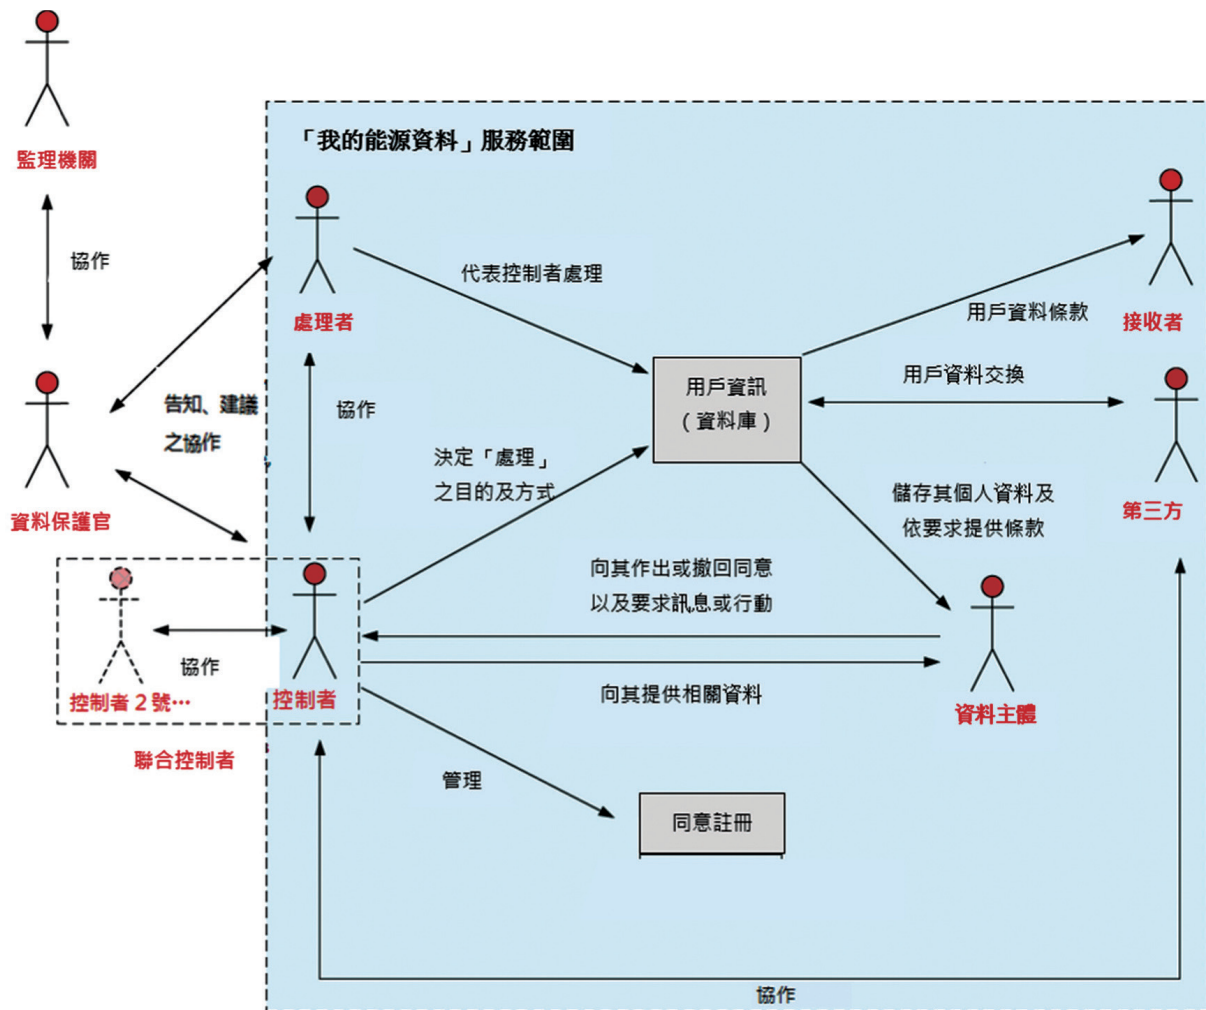 「我的能源資料」服務範圍
監理機關
協作
處理者
代表控制者處理
用戶資料條款
接收者
用戶資訊
（資料庫）
用戶資料交換
告知、建議
之協作
協作
決定「處理」
之目的及方式
儲存其個人資料及
依要求提供條款
第三方
資料保護官
向其作出或撤回同意
以及要求訊息或行動
協作
控制者２號…
控制者
向其提供相關資料
資料主體
聯合控制者
管理
同意註冊
協作